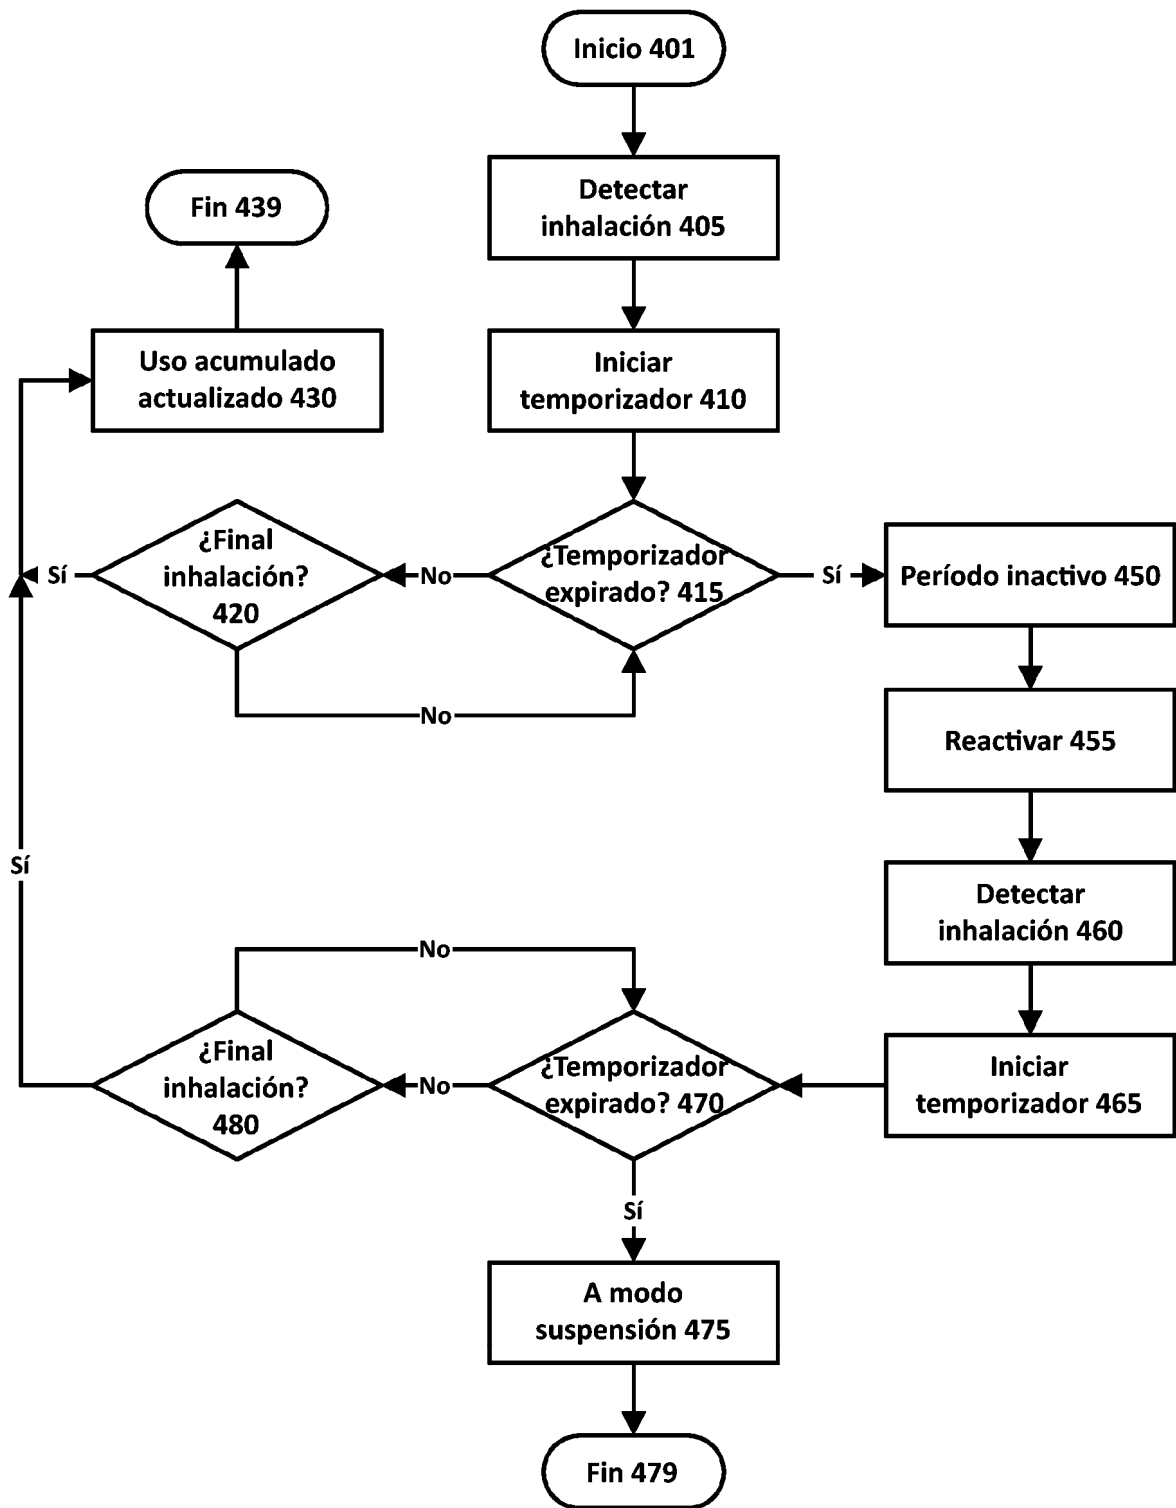 Inicio 401
Detectar
inhalación 405
Fin 439
Iniciar
temporizador 410
Uso acumulado
actualizado 430
¿Temporizador
expirado? 415
No
¿Final
inhalación?
420
Sí
Sí
Período inactivo 450
No
Reactivar 455
Sí
Detectar
inhalación 460
No
Iniciar
temporizador 465
¿Temporizador
expirado? 470
No
¿Final
inhalación?
480
Sí
A modo
suspensión 475
Fin 479